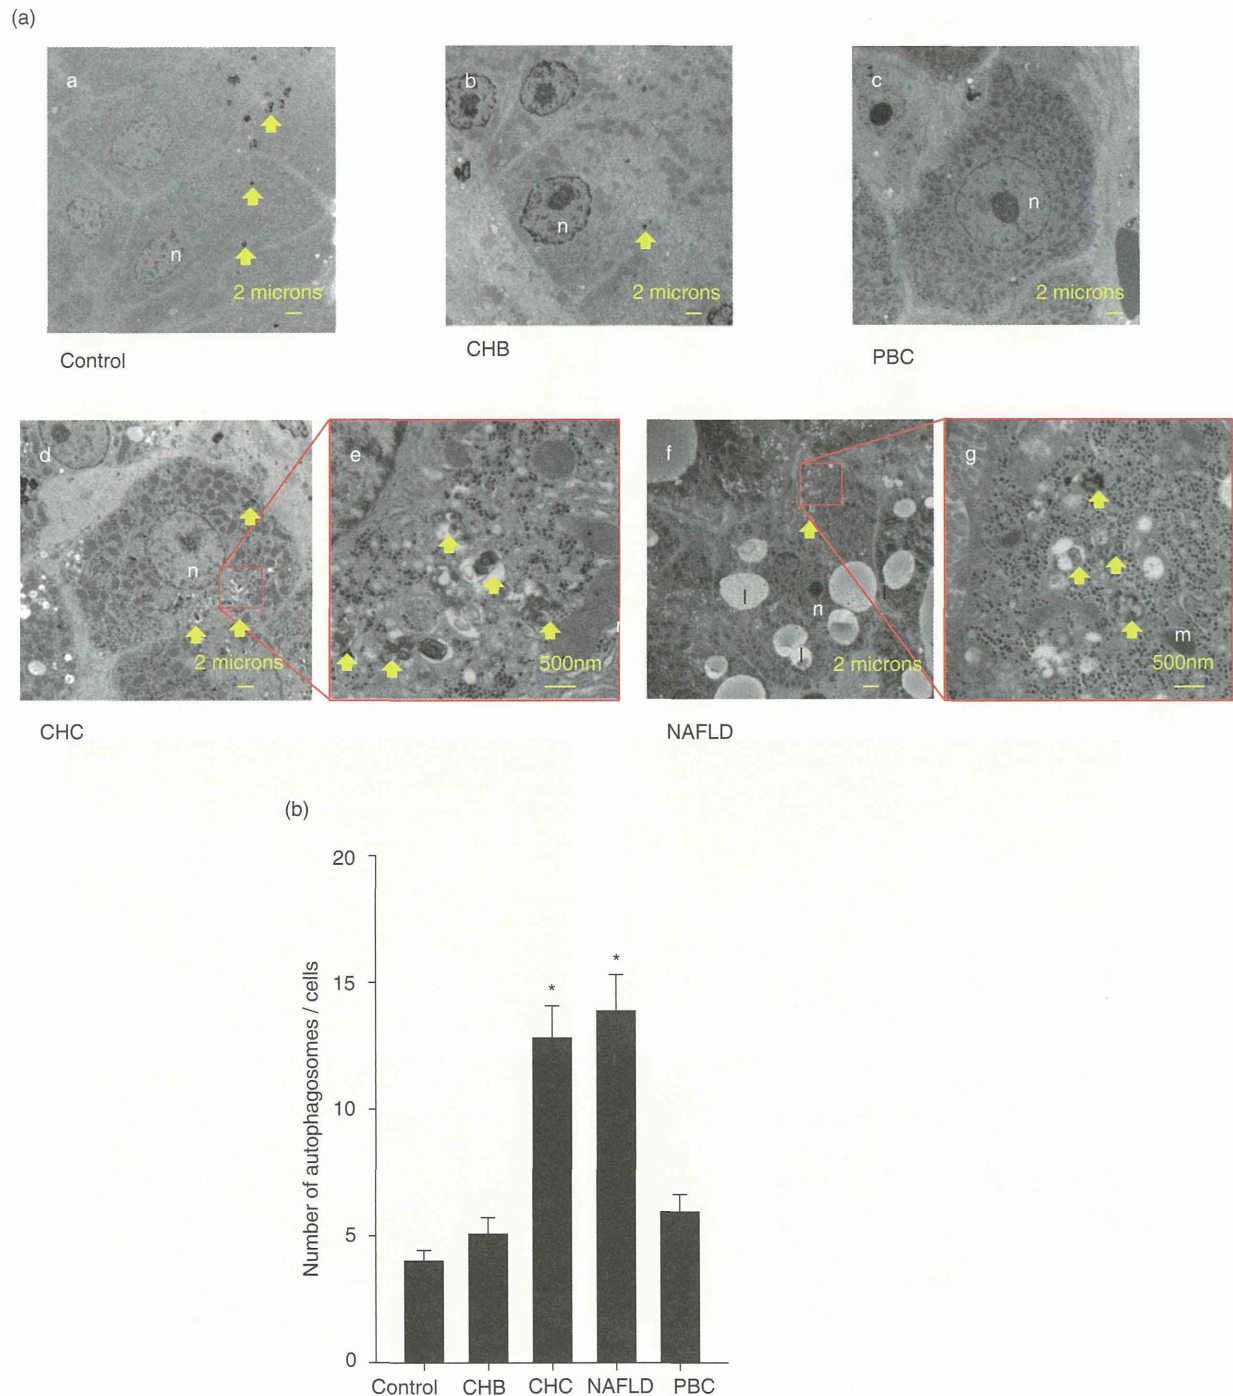 (a)
a
n
2 microns
Control
b
n
2 microns
CHB
c
n
2 microns
PBC
d
n
2 microns
CHC
e
500nm
f
l
n
l
l
2 microns
NAFLD
g
m
500nm
(b)
Number of autophagosomes / cells
20
15
10
5
0
*
*
Control CHB CHC NAFLD PBC